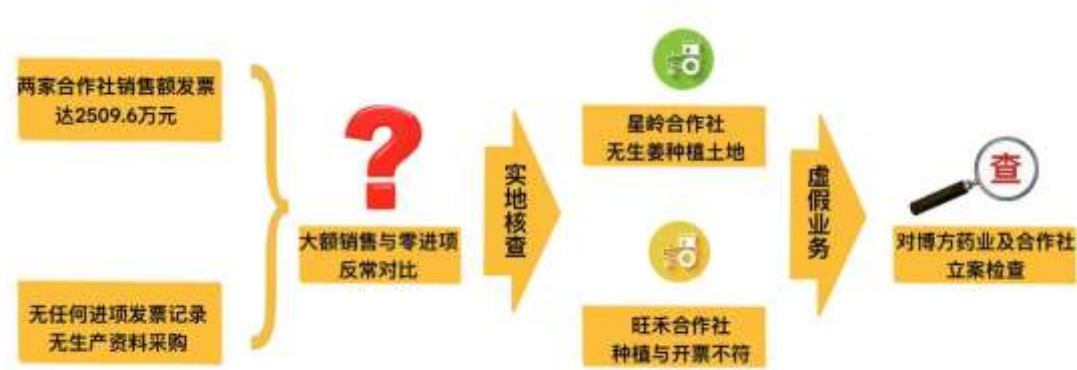 两家合作社销售额发票
达2509.6万元
无任何进项发票记录
无生产资料采购
大额销售与零进项
反常对比
实地核查
星岭合作社
无生姜种植土地
旺禾合作社
种植与开票不符
虚假业务
查
对博方药业及合作社
立案检查